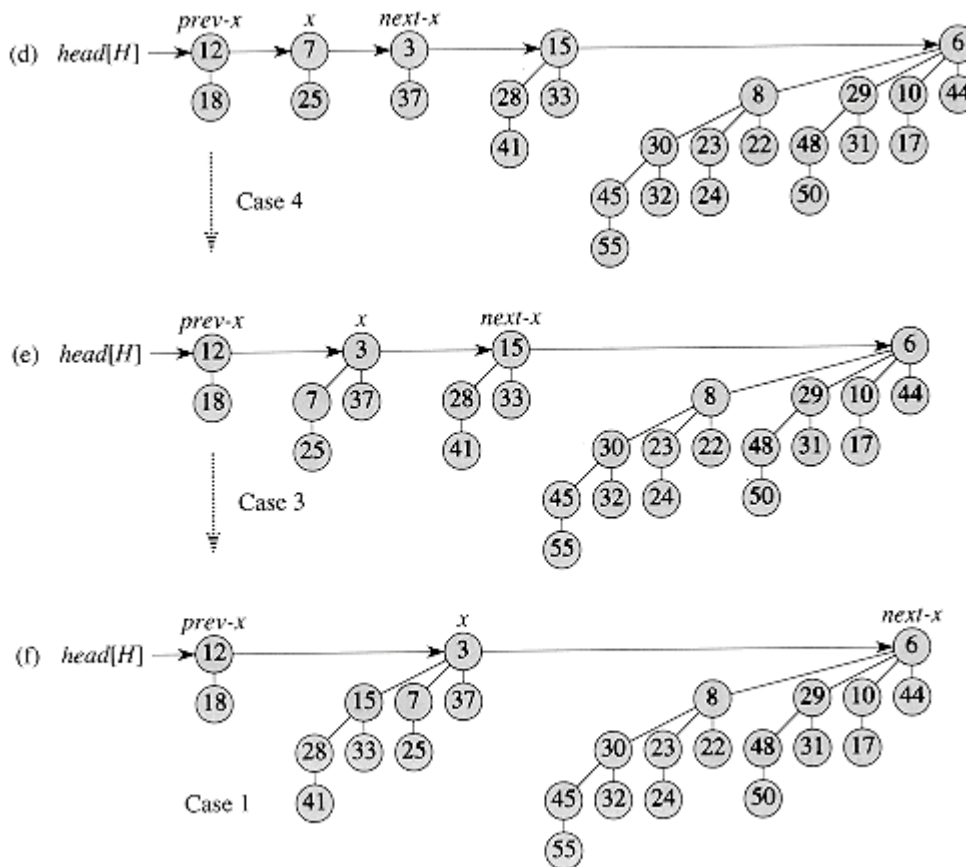 prev-x x next-x
(d) head[H] 12 7 3 15 6
18 25 37 28 33 8 29 10 44
41 30 23 22 48 31 17
45 32 24 50
Case 4
55
prev-x x next-x
(e) head[H] 12 3 15 6
18 7 37 28 33 8 29 10 44
25 41 30 23 22 48 31 17
45 32 24 50
Case 3
55
prev-x x next-x
(f) head[H] 12 3 6
18 15 7 37 8 29 10 44
28 33 25 30 23 22 48 31 17
41 Case 1 45 32 24 50
55